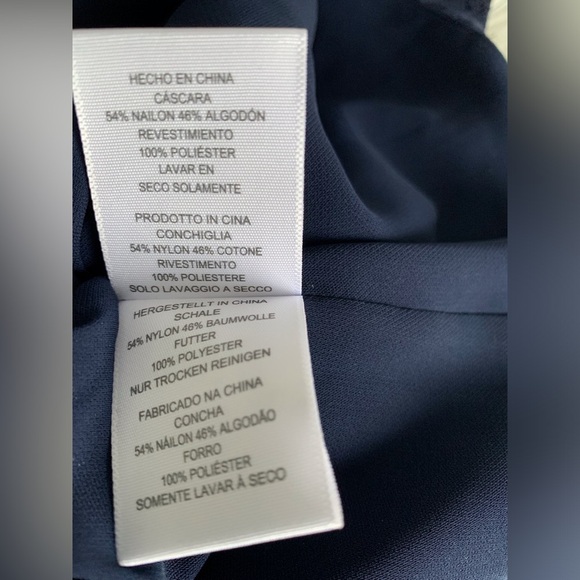 HECHO EN CHINA
CÁSCARA
54% NAILON 46% ALGODÓN
REVESTIMIENTO
100% POLIÉSTER
LAVAR EN
SECO SOLAMENTE
PRODOTTO IN CINA
CONCHIGLIA
54% NYLON 46% COTONE
RIVESTIMENTO
100% POLIESTERE
SOLO LAVAGGIO A SECCO
HERGESTELLT IN CHINA
SCHALE
54% NYLON 46% BAUMWOLLE
FUTTER
100% POLYESTER
NUR TROCKEN REINIGEN
FABRICADO NA CHINA
CONCHA
54% NÁILON 46% ALGODÃO
FORRO
100% POLIÉSTER
SOMENTE LAVAR À SECO